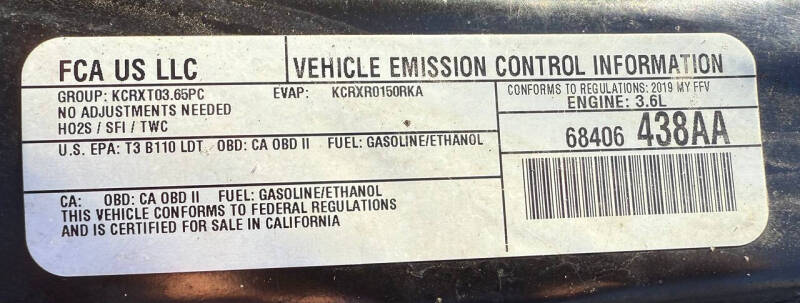 FCA US LLC
VEHICLE EMISSION CONTROL INFORMATION
GROUP: KCRXT03.65PC EVAP: KCRXR0150RKA
NO ADJUSTMENTS NEEDED
HO2S / SFI / TWC
CONFORMS TO REGULATIONS: 2019 MY FFV
ENGINE: 3.6L
68406 438AA
U.S. EPA: T3 B110 LDT OBD: CA OBD II FUEL: GASOLINE/ETHANOL
CA: OBD: CA OBD II FUEL: GASOLINE/ETHANOL
THIS VEHICLE CONFORMS TO FEDERAL REGULATIONS
AND IS CERTIFIED FOR SALE IN CALIFORNIA